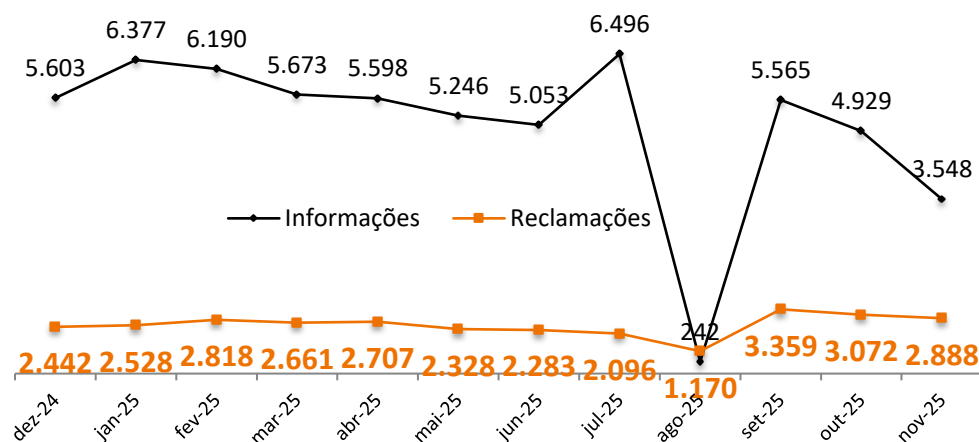 5.603 6.377 6.190 5.673 5.598 5.246 5.053 6.496 242 5.565 4.929 3.548
Informações Reclamações
2.442 2.528 2.818 2.661 2.707 2.328 2.283 2.096 1.170 3.359 3.072 2.888
dez-24 jan-25 fev-25 mar-25 abr-25 mai-25 jun-25 jul-25 ago-25 set-25 out-25 nov-25